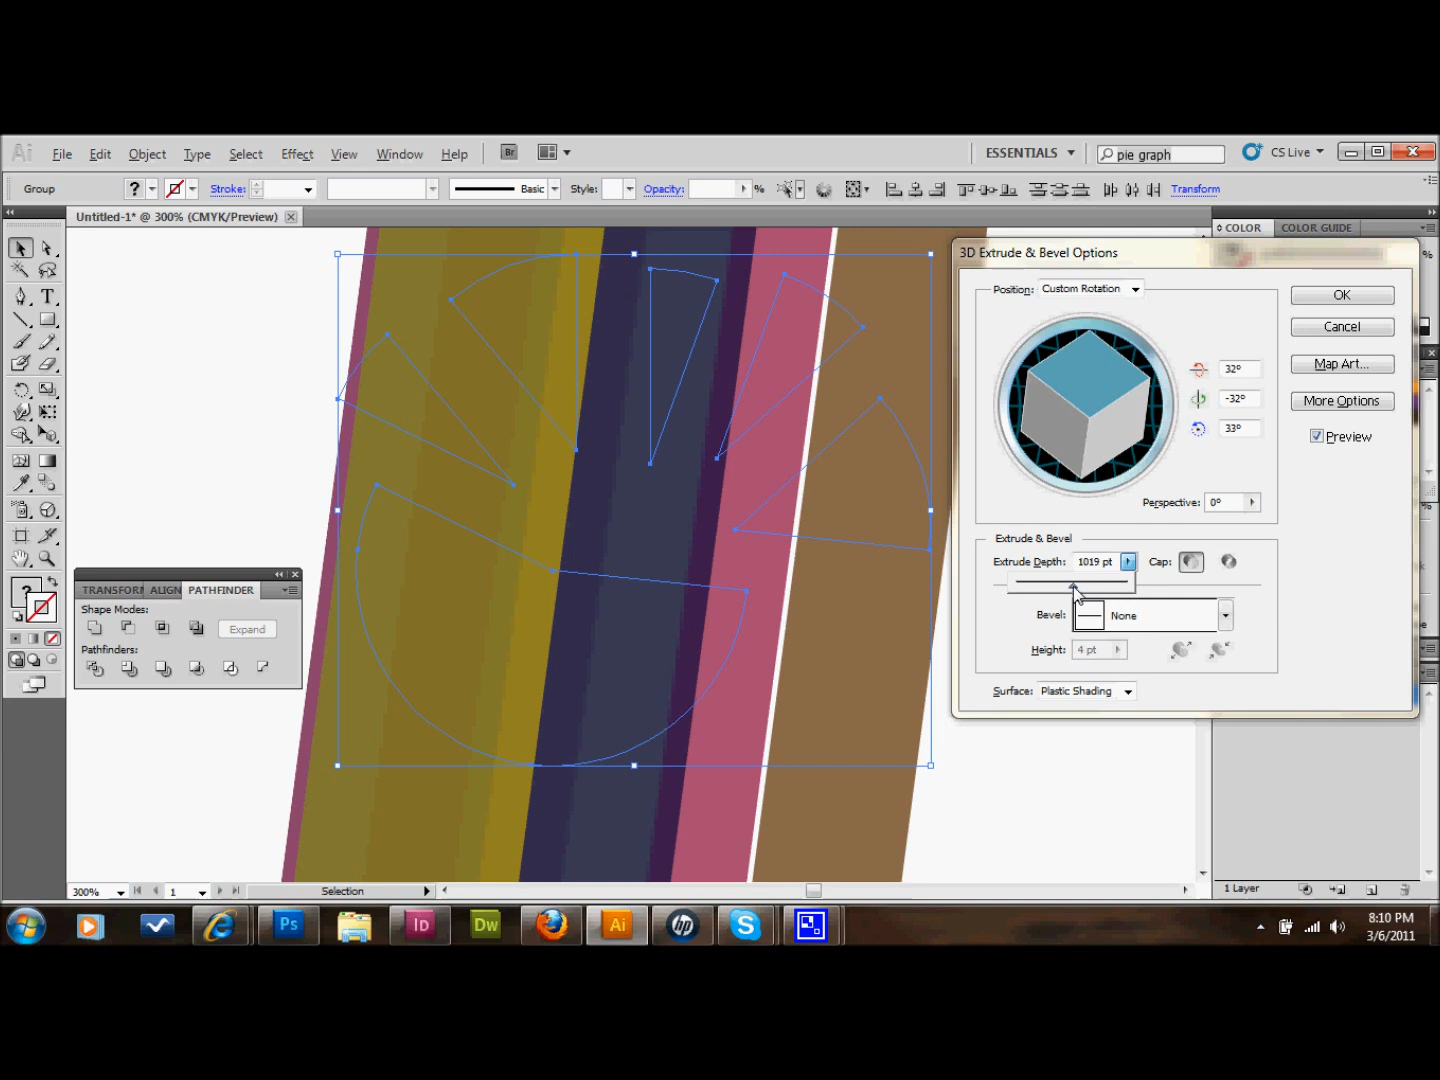 Ai File Edit Object Type Select Effect View Window Help Br ESSENTIALS pie graph CS Live
Group ? Stroke: Basic Style: Opacity: % Transform
Untitled-1* @ 300% (CMYK/Preview)
COLOR COLOR GUIDE
3D Extrude & Bevel Options
Position: Custom Rotation
OK
Cancel
Map Art...
More Options
Preview
32°
-32°
33°
Perspective: 0°
Extrude & Bevel
Extrude Depth: 1019 pt Cap:
Bevel: None
Height: 4 pt
Surface: Plastic Shading
T
?
TRANSFORM ALIGN PATHFINDER
Shape Modes:
Expand
Pathfinders:
300% 1 Selection
1 Layer
Ps Id Dw Ai hp S
8:10 PM
3/6/2011